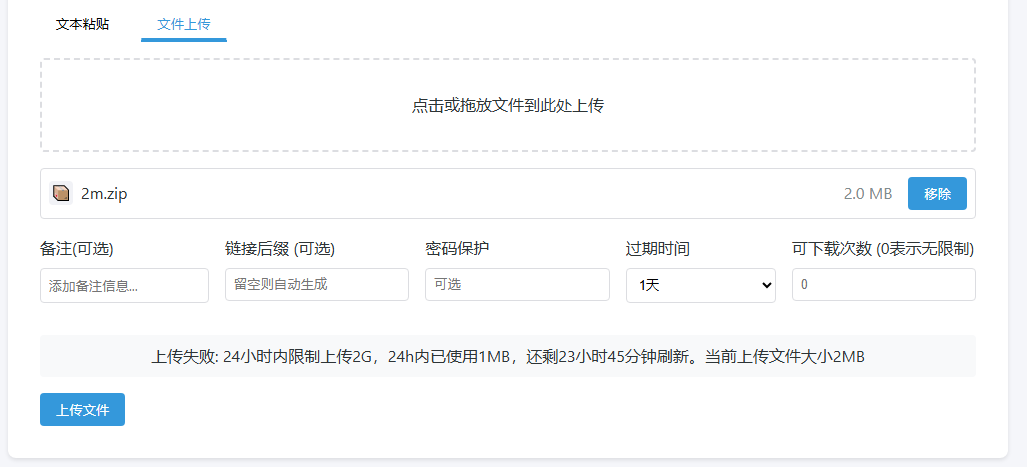 文本粘贴 文件上传
点击或拖放文件到此处上传
2m.zip 2.0 MB 移除
备注(可选) 链接后缀 (可选) 密码保护 过期时间 可下载次数 (0表示无限制)
添加备注信息... 留空则自动生成 可选 1天 0
上传失败: 24小时内限制上传2G，24h内已使用1MB，还剩23小时45分钟刷新。当前上传文件大小2MB
上传文件